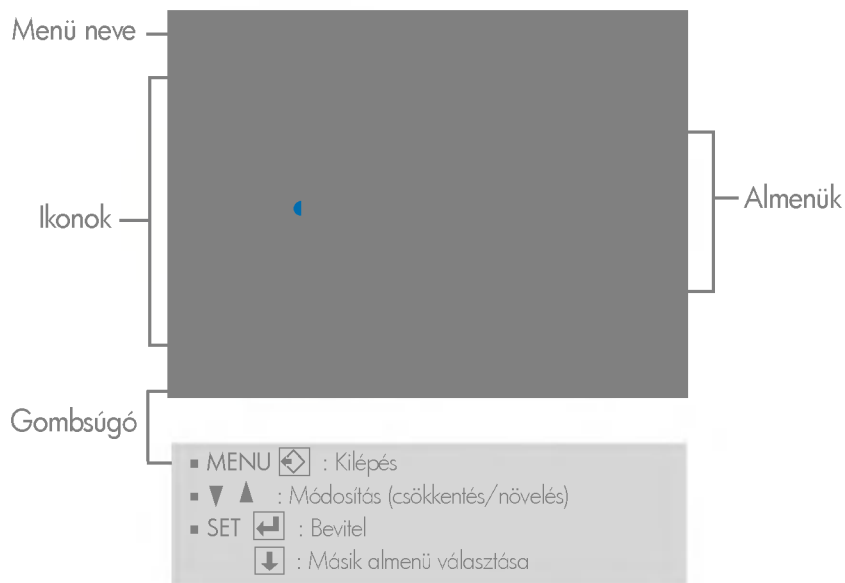 Menü neve
Ikonok
Almenük
Gombsúgó
MENU : Kilépés
: Módosítás (csökkentés/növelés)
SET : Bevitel
: Másik almenü választása